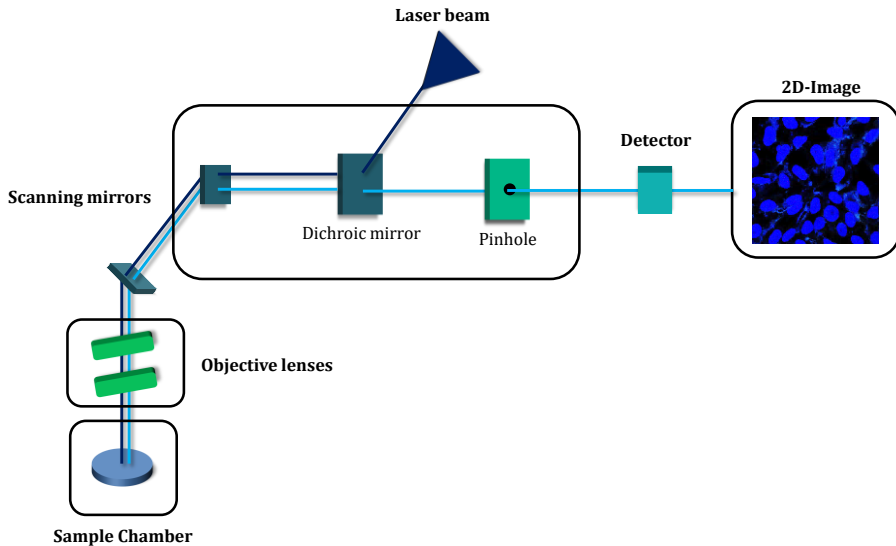 Laser beam
2D-Image
Detector
Scanning mirrors
Dichroic mirror
Pinhole
Objective lenses
Sample Chamber